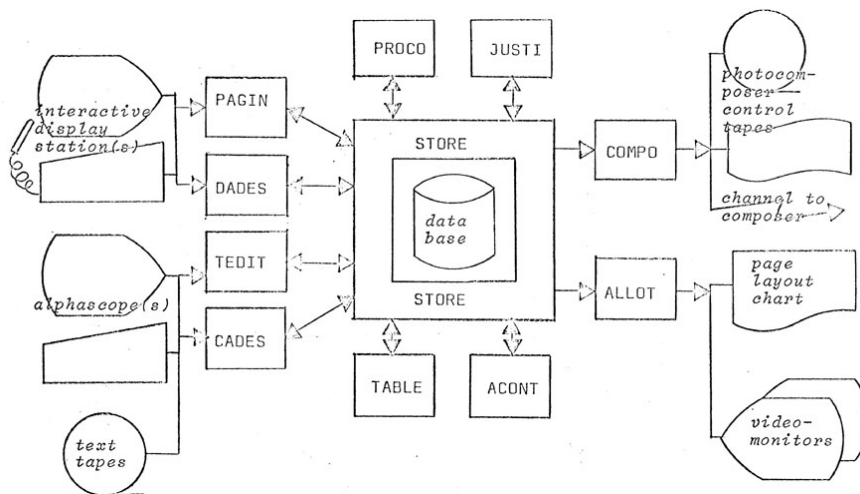 PROCO
JUSTI
interactive
display
station(s)
PAGIN
DADES
STORE
data
base
STORE
COMPO
photocom-
poser
control
tapes
channel to
composer
alphascope(s)
TEDIT
CADES
ALLOT
page
layout
chart
text
tapes
TABLE
ACONT
video-
monitors